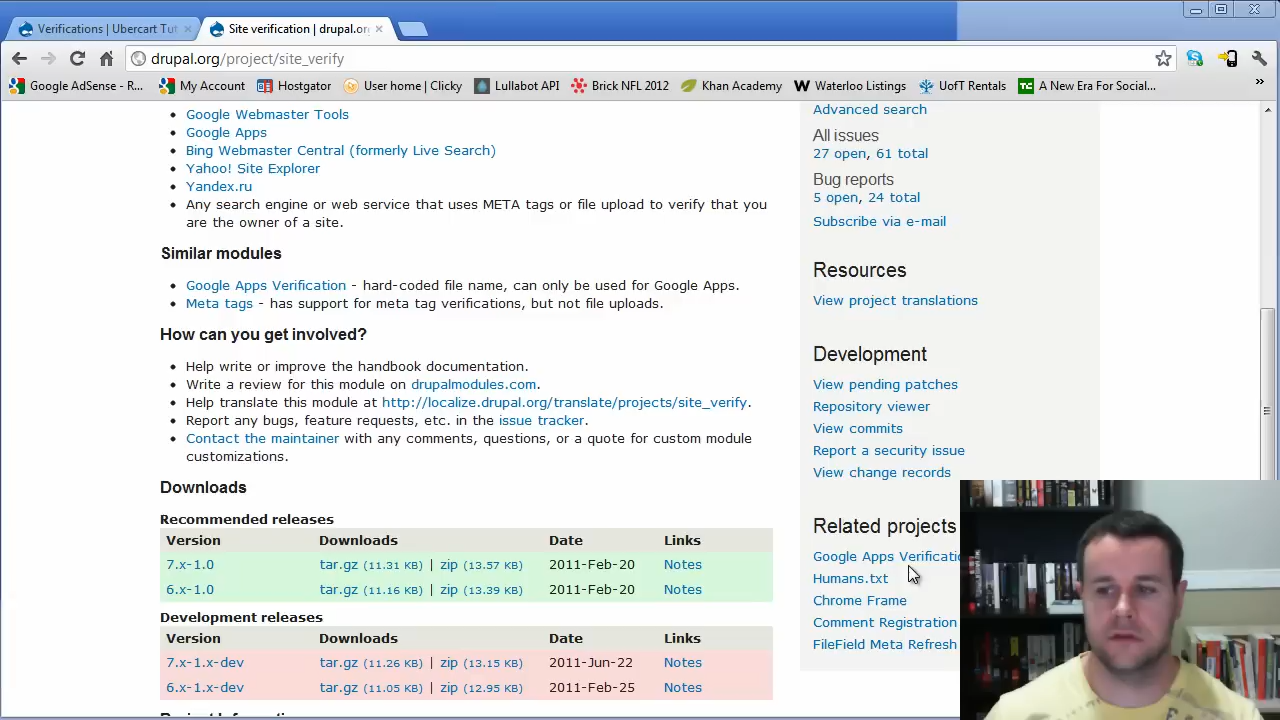 Verifications | Ubercart Tut
Site verification | drupal.or
drupal.org/project/site_verify
Google AdSense - R...
My Account
Hostgator
User home | Clicky
Lullabot API
Brick NFL 2012
Khan Academy
Waterloo Listings
UofT Rentals
TC
A New Era For Social...
»
Google Webmaster Tools
Google Apps
Bing Webmaster Central (formerly Live Search)
Yahoo! Site Explorer
Yandex.ru
Any search engine or web service that uses META tags or file upload to verify that you
are the owner of a site.
Similar modules
Google Apps Verification - hard-coded file name, can only be used for Google Apps.
Meta tags - has support for meta tag verifications, but not file uploads.
How can you get involved?
Help write or improve the handbook documentation.
Write a review for this module on drupalmodules.com.
Help translate this module at http://localize.drupal.org/translate/projects/site_verify.
Report any bugs, feature requests, etc. in the issue tracker.
Contact the maintainer with any comments, questions, or a quote for custom module
customizations.
Downloads
Recommended releases
Version Downloads Date Links
7.x-1.0 tar.gz (11.31 KB) | zip (13.57 KB) 2011-Feb-20 Notes
6.x-1.0 tar.gz (11.16 KB) | zip (13.39 KB) 2011-Feb-20 Notes
Development releases
Version Downloads Date Links
7.x-1.x-dev tar.gz (11.26 KB) | zip (13.15 KB) 2011-Jun-22 Notes
6.x-1.x-dev tar.gz (11.05 KB) | zip (12.95 KB) 2011-Feb-25 Notes
Project Information
Advanced search
All issues
27 open, 61 total
Bug reports
5 open, 24 total
Subscribe via e-mail
Resources
View project translations
Development
View pending patches
Repository viewer
View commits
Report a security issue
View change records
Related projects
Google Apps Verificatio
Humans.txt
Chrome Frame
Comment Registration
FileField Meta Refresh